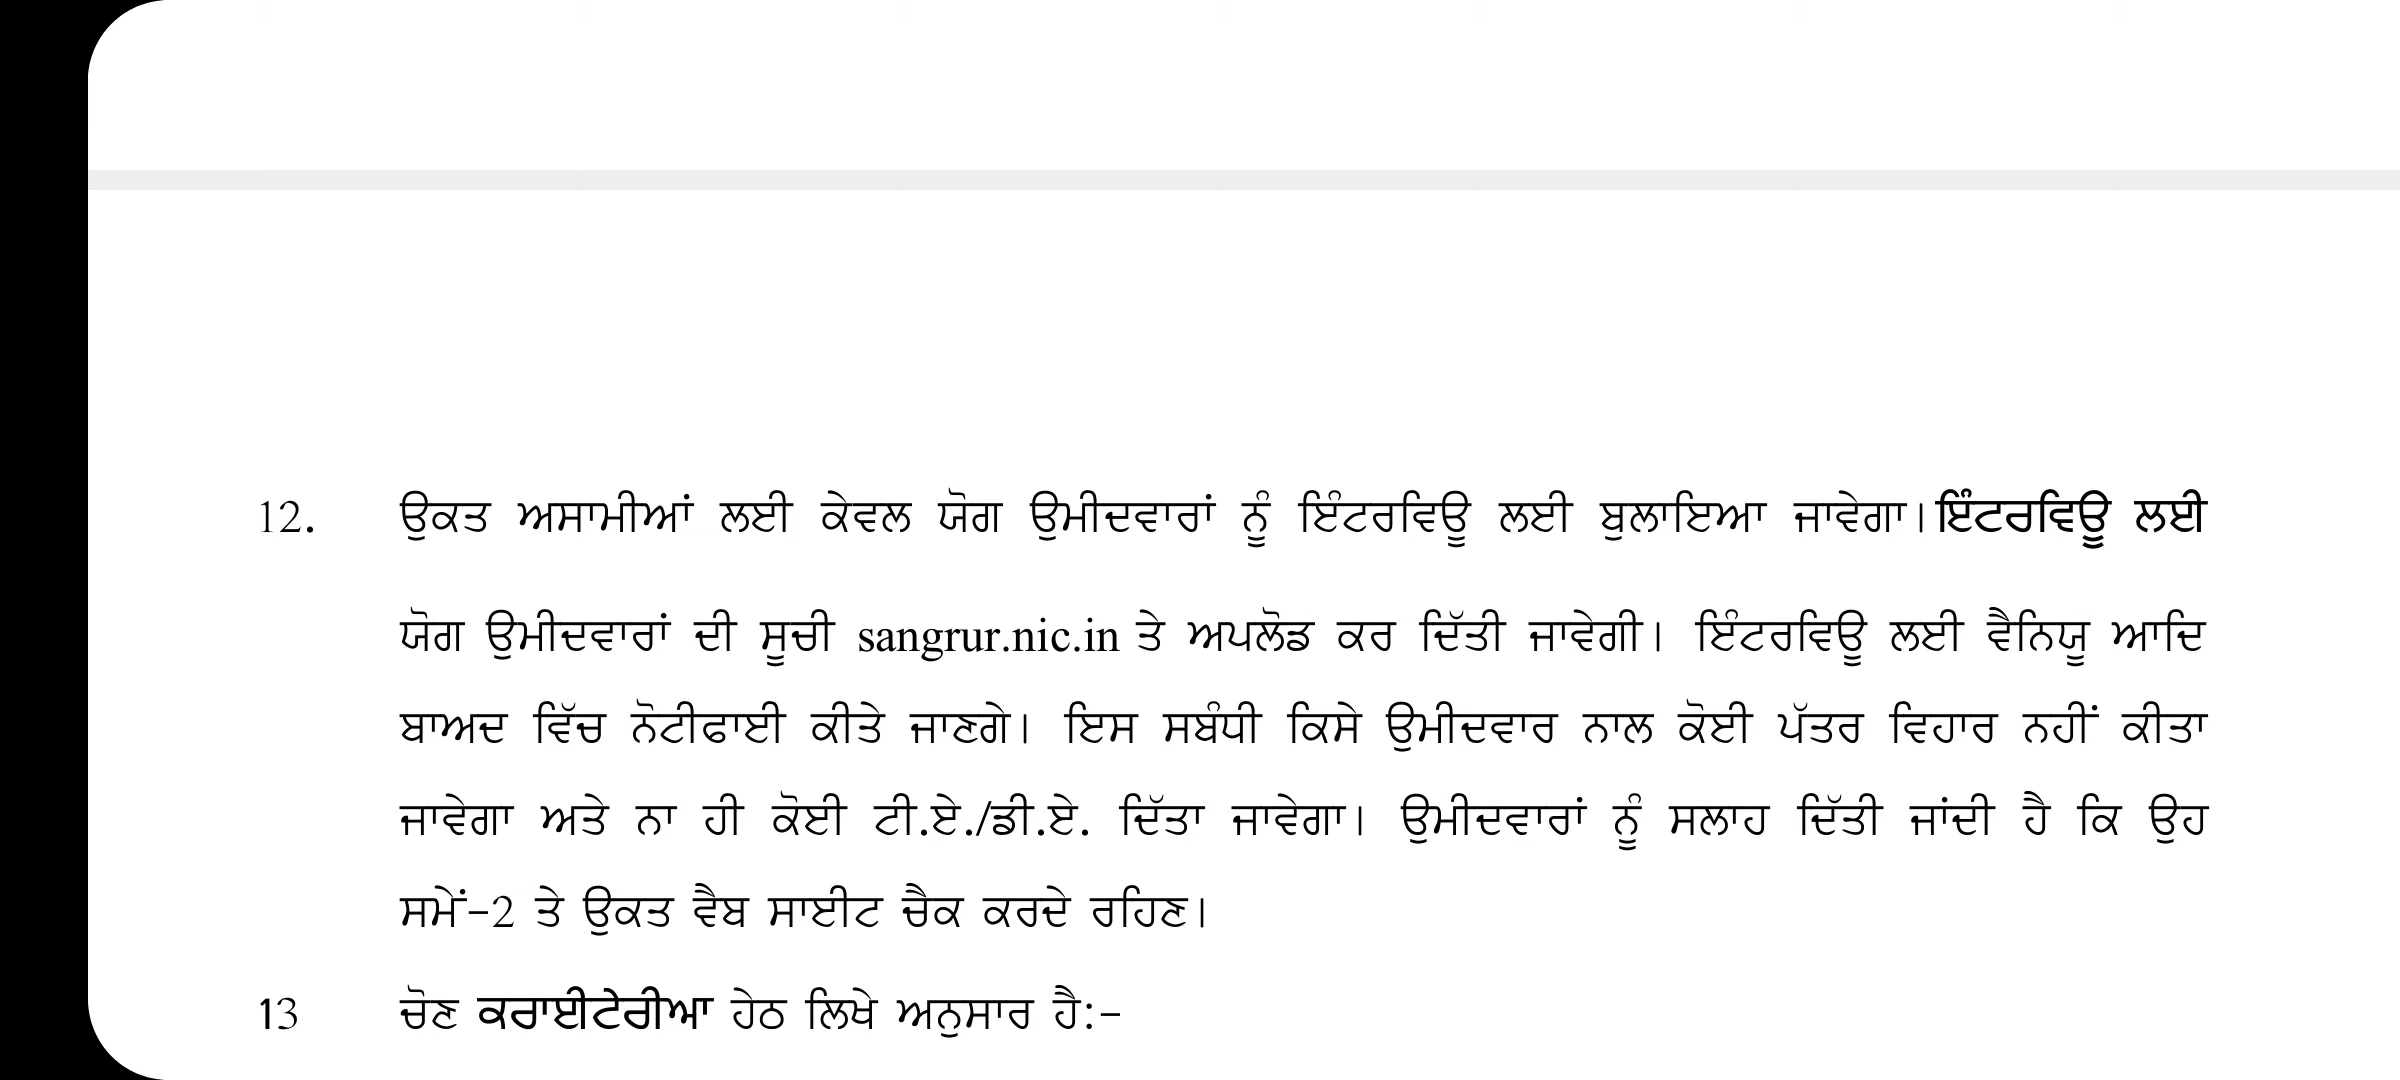 12. ਉਕਤ ਅਸਾਮੀਆਂ ਲਈ ਕੇਵਲ ਯੋਗ ਉਮੀਦਵਾਰਾਂ ਨੂੰ ਇੰਟਰਵਿਊ ਲਈ ਬੁਲਾਇਆ ਜਾਵੇਗਾ। ਇੰਟਰਵਿਊ ਲਈ
ਯੋਗ ਉਮੀਦਵਾਰਾਂ ਦੀ ਸੂਚੀ sangrur.nic.in ਤੇ ਅਪਲੋਡ ਕਰ ਦਿੱਤੀ ਜਾਵੇਗੀ। ਇੰਟਰਵਿਊ ਲਈ ਵੈਨਿਯੂ ਆਦਿ
ਬਾਅਦ ਵਿੱਚ ਨੋਟੀਫਾਈ ਕੀਤੇ ਜਾਣਗੇ। ਇਸ ਸਬੰਧੀ ਕਿਸੇ ਉਮੀਦਵਾਰ ਨਾਲ ਕੋਈ ਪੱਤਰ ਵਿਹਾਰ ਨਹੀਂ ਕੀਤਾ
ਜਾਵੇਗਾ ਅਤੇ ਨਾ ਹੀ ਕੋਈ ਟੀ.ਏ./ਡੀ.ਏ. ਦਿੱਤਾ ਜਾਵੇਗਾ। ਉਮੀਦਵਾਰਾਂ ਨੂੰ ਸਲਾਹ ਦਿੱਤੀ ਜਾਂਦੀ ਹੈ ਕਿ ਉਹ
ਸਮੇਂ-2 ਤੇ ਉਕਤ ਵੈਬ ਸਾਈਟ ਚੈਕ ਕਰਦੇ ਰਹਿਣ।
13 ਚੋਣ ਕਰਾਈਟੇਰੀਆ ਹੇਠ ਲਿਖੇ ਅਨੁਸਾਰ ਹੈ:-